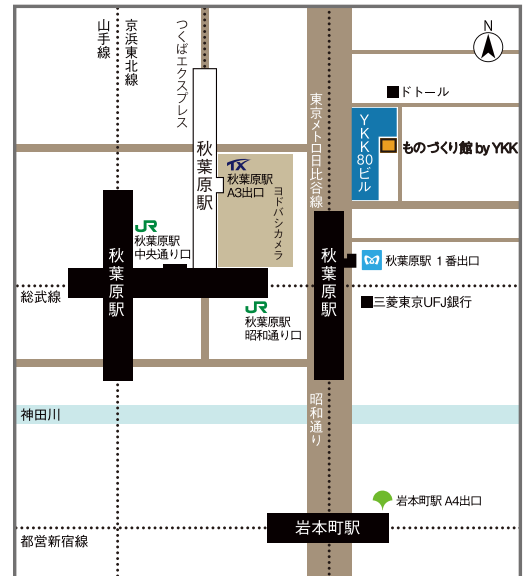 山手線
京浜東北線
つくばエクスプレス
N
ドトール
東京メトロ日比谷線
YKK80ビル
ものづくり館 by YKK
秋葉原駅
TX
秋葉原駅
A3出口
ヨドバシカメラ
JR
秋葉原駅
中央通り口
秋葉原駅
秋葉原駅
秋葉原駅 1番出口
総武線
JR
秋葉原駅
昭和通り口
三菱東京UFJ銀行
神田川
昭和通り
岩本町駅 A4出口
岩本町駅
都営新宿線